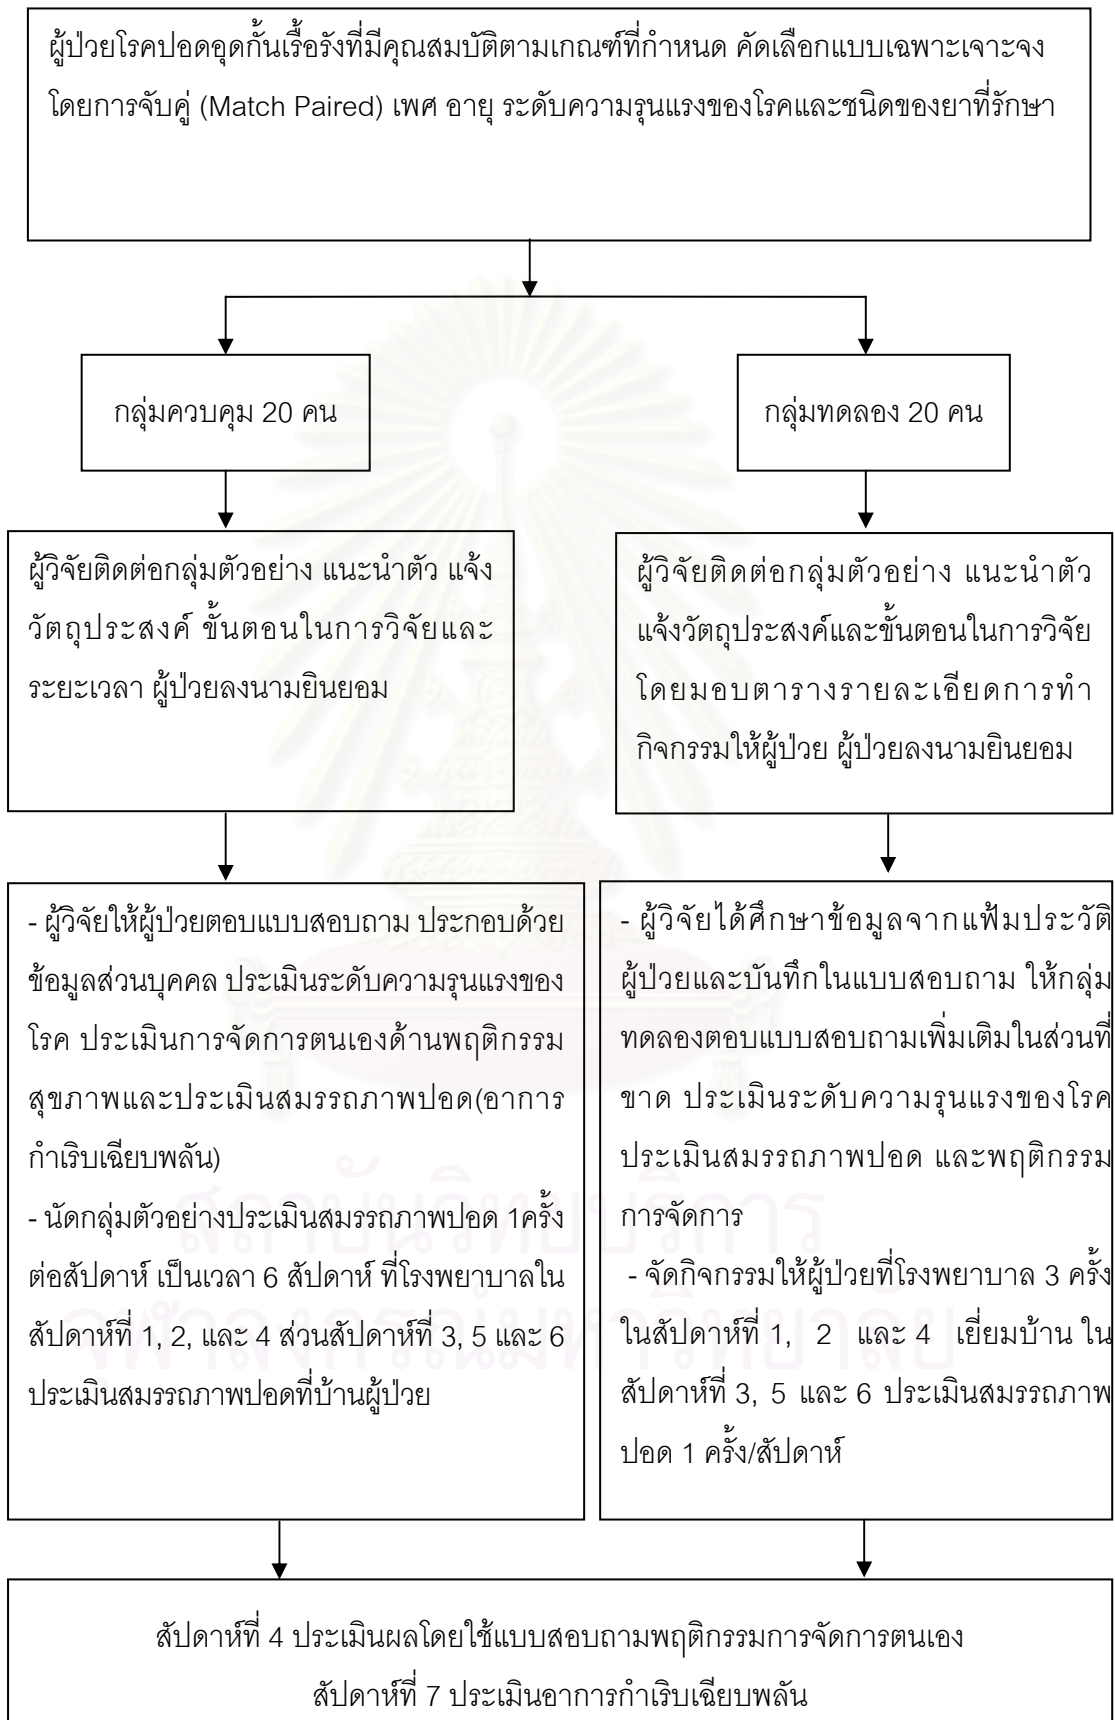 ผู้ป่วยโรคปอดอุดกั้นเรื้อรังที่มีคุณสมบัติตามเกณฑ์ที่กำหนด คัดเลือกแบบเฉพาะเจาะจง
โดยการจับคู่ (Match Paired) เพศ อายุ ระดับความรุนแรงของโรคและชนิดของยาที่รักษา
กลุ่มควบคุม 20 คน
กลุ่มทดลอง 20 คน
ผู้วิจัยติดต่อกลุ่มตัวอย่าง แนะนำตัว แจ้ง
วัตถุประสงค์ ขั้นตอนในการวิจัยและ
ระยะเวลา ผู้ป่วยลงนามยินยอม
ผู้วิจัยติดต่อกลุ่มตัวอย่าง แนะนำตัว
แจ้งวัตถุประสงค์และขั้นตอนในการวิจัย
โดยมอบตารางรายละเอียดการทำ
กิจกรรมให้ผู้ป่วย ผู้ป่วยลงนามยินยอม
- ผู้วิจัยให้ผู้ป่วยตอบแบบสอบถาม ประกอบด้วย
ข้อมูลส่วนบุคคล ประเมินระดับความรุนแรงของ
โรค ประเมินการจัดการตนเองด้านพฤติกรรม
สุขภาพและประเมินสมรรถภาพปอด(อาการ
กำเริบเฉียบพลัน)
- นัดกลุ่มตัวอย่างประเมินสมรรถภาพปอด 1ครั้ง
ต่อสัปดาห์ เป็นเวลา 6 สัปดาห์ ที่โรงพยาบาลใน
สัปดาห์ที่ 1, 2, และ 4 ส่วนสัปดาห์ที่ 3, 5 และ 6
ประเมินสมรรถภาพปอดที่บ้านผู้ป่วย
- ผู้วิจัยได้ศึกษาข้อมูลจากแฟ้มประวัติ
ผู้ป่วยและบันทึกในแบบสอบถาม ให้กลุ่ม
ทดลองตอบแบบสอบถามเพิ่มเติมในส่วนที่
ขาด ประเมินระดับความรุนแรงของโรค
ประเมินสมรรถภาพปอด และพฤติกรรม
การจัดการ
- จัดกิจกรรมให้ผู้ป่วยที่โรงพยาบาล 3 ครั้ง
ในสัปดาห์ที่ 1, 2 และ 4 เยี่ยมบ้าน ใน
สัปดาห์ที่ 3, 5 และ 6 ประเมินสมรรถภาพ
ปอด 1 ครั้ง/สัปดาห์
สถาบันวิทยบริการ
จุฬาลงกรณ์มหาวิทยาลัย
สัปดาห์ที่ 4 ประเมินผลโดยใช้แบบสอบถามพฤติกรรมการจัดการตนเอง
สัปดาห์ที่ 7 ประเมินอาการกำเริบเฉียบพลัน